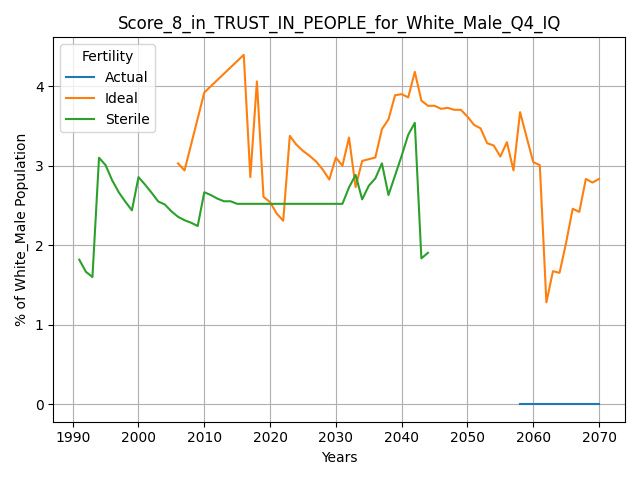 Score_8_in_TRUST_IN_PEOPLE_for_White_Male_Q4_IQ
Fertility
Actual
Ideal
Sterile
% of White_Male Population
4
3
2
1
0
1990 2000 2010 2020 2030 2040 2050 2060 2070
Years